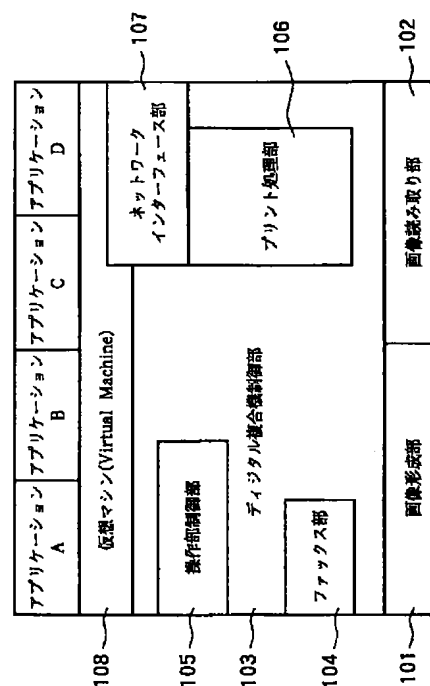 アプリケーション
A
アプリケーション
B
アプリケーション
C
アプリケーション
D
108
仮想マシン(Virtual Machine)
107
ネットワーク
インターフェース部
105
操作部制御部
106
プリント処理部
103
ディジタル複合機制御部
104
ファックス部
101
画像形成部
画像読み取り部
102